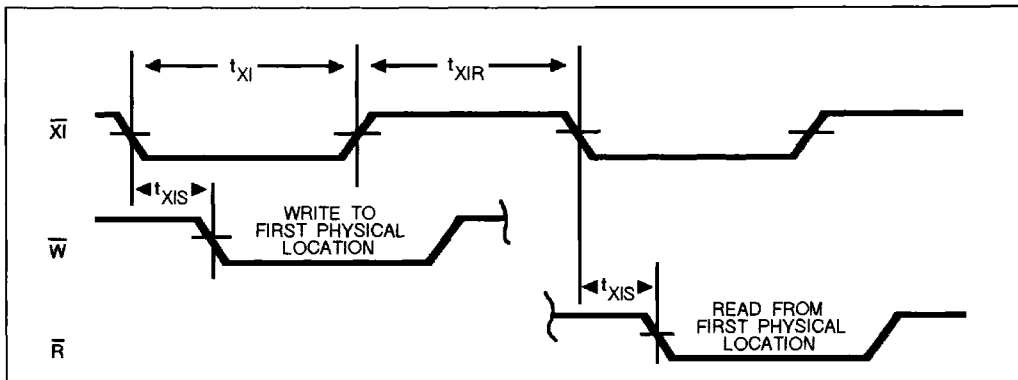 tXI
tXIR
XI
tXIS
WRITE TO
FIRST PHYSICAL
LOCATION
W
tXIS
READ FROM
FIRST PHYSICAL
LOCATION
R